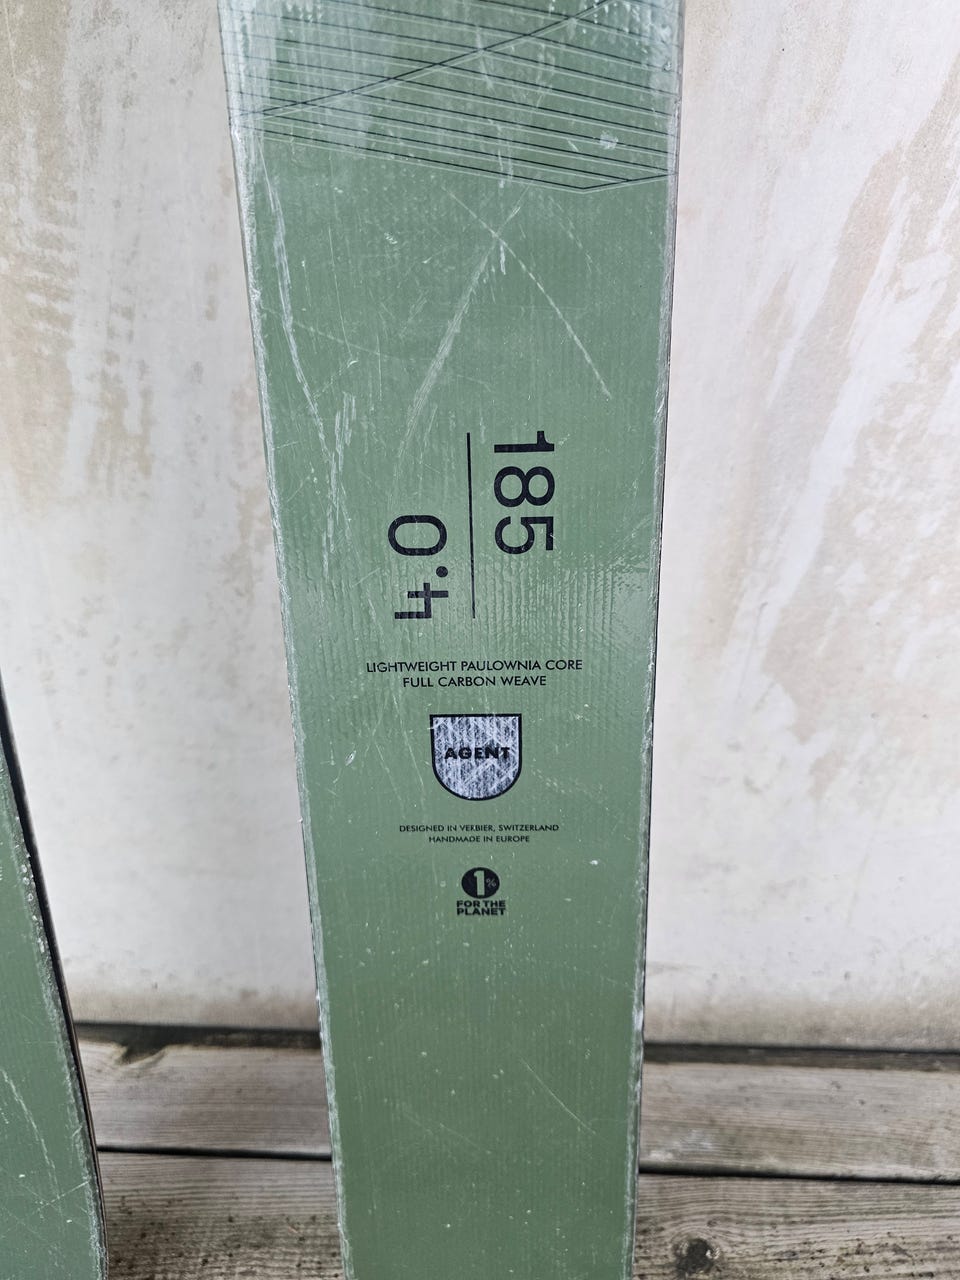 185
4.0
LIGHTWEIGHT PAULOWNIA CORE
FULL CARBON WEAVE
AGENT
DESIGNED IN VERBIER, SWITZERLAND
HANDMADE IN EUROPE
1%
FOR THE
PLANET